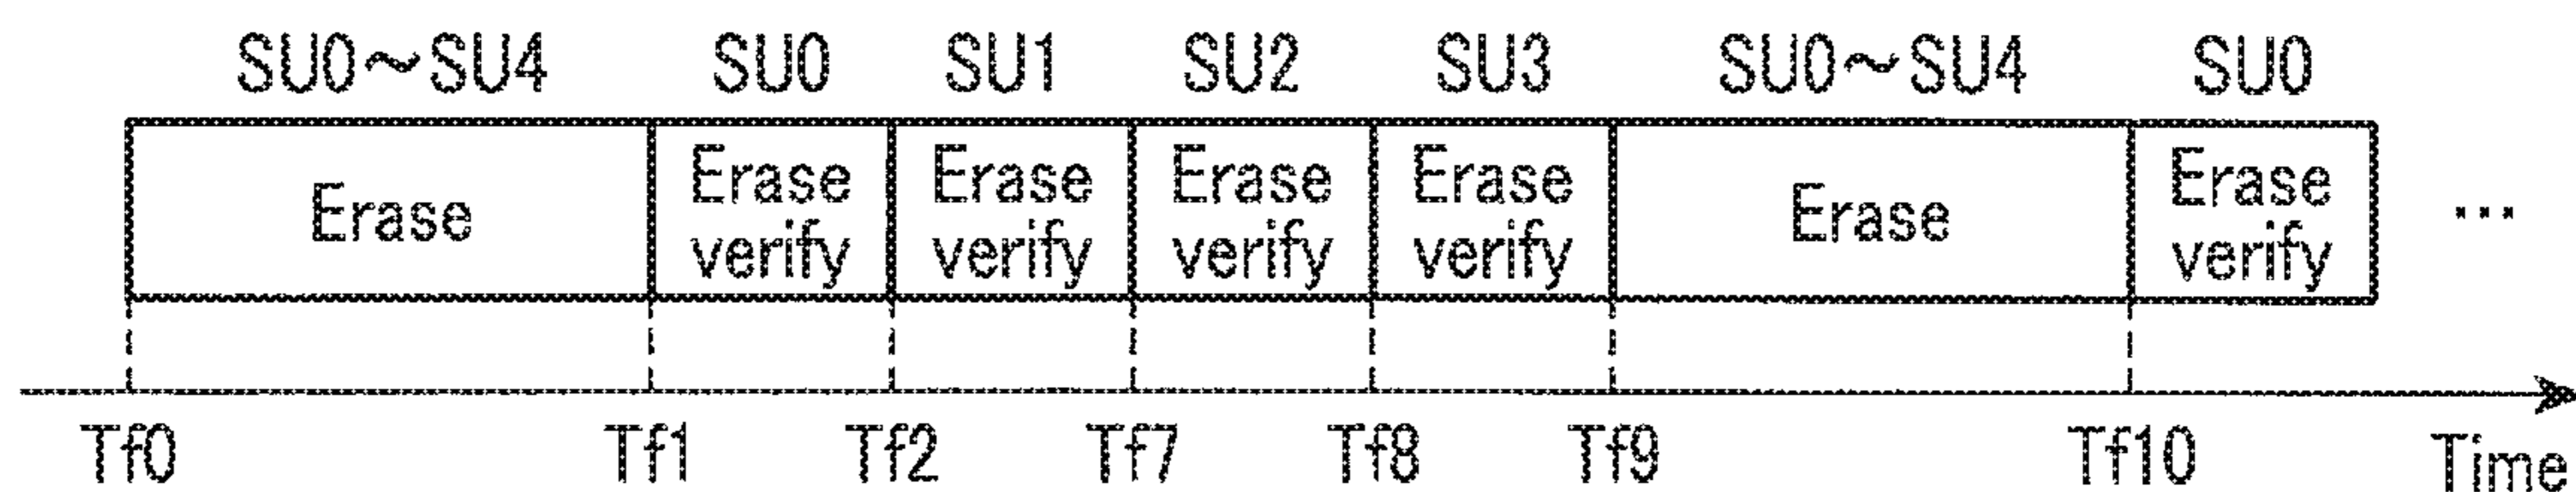 SU0~SU4 SU0 SU1 SU2 SU3 SU0~SU4 SU0
Erase Erase verify Erase verify Erase verify Erase verify Erase Erase verify ...
Tf0 Tf1 Tf2 Tf7 Tf8 Tf9 Tf10 Time